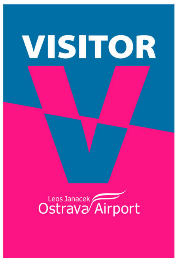 VISITOR
V
Leos Janacek
Ostrava Airport